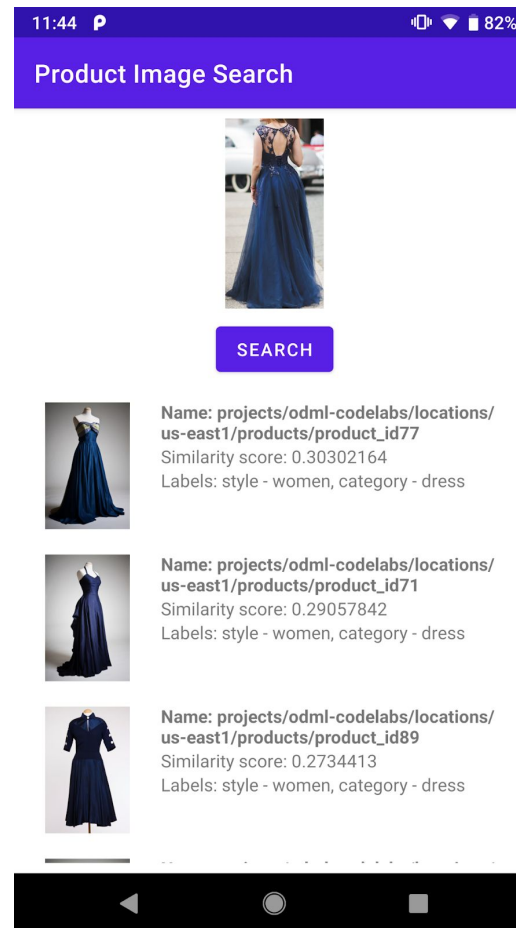 11:44
82%
Product Image Search
SEARCH
Name: projects/odml-codelabs/locations/
us-east1/products/product_id77
Similarity score: 0.30302164
Labels: style - women, category - dress
Name: projects/odml-codelabs/locations/
us-east1/products/product_id71
Similarity score: 0.29057842
Labels: style - women, category - dress
Name: projects/odml-codelabs/locations/
us-east1/products/product_id89
Similarity score: 0.2734413
Labels: style - women, category - dress